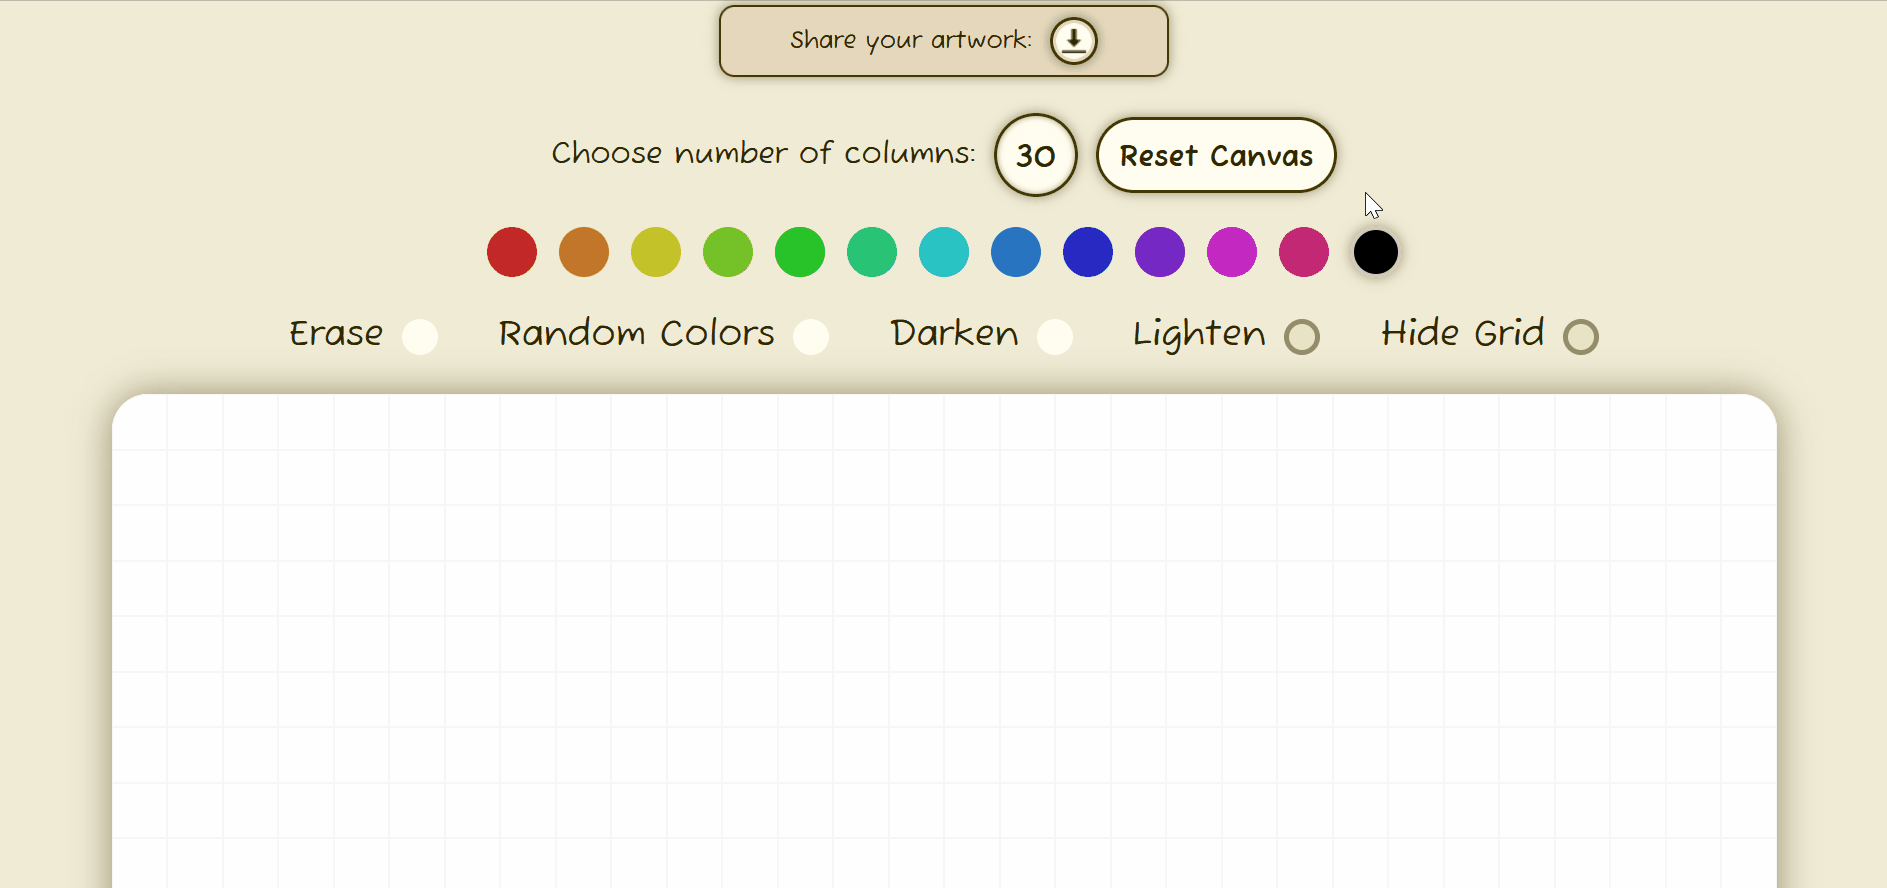 Share your artwork:
Choose number of columns: 30 Reset Canvas
Erase Random Colors Darken Lighten Hide Grid